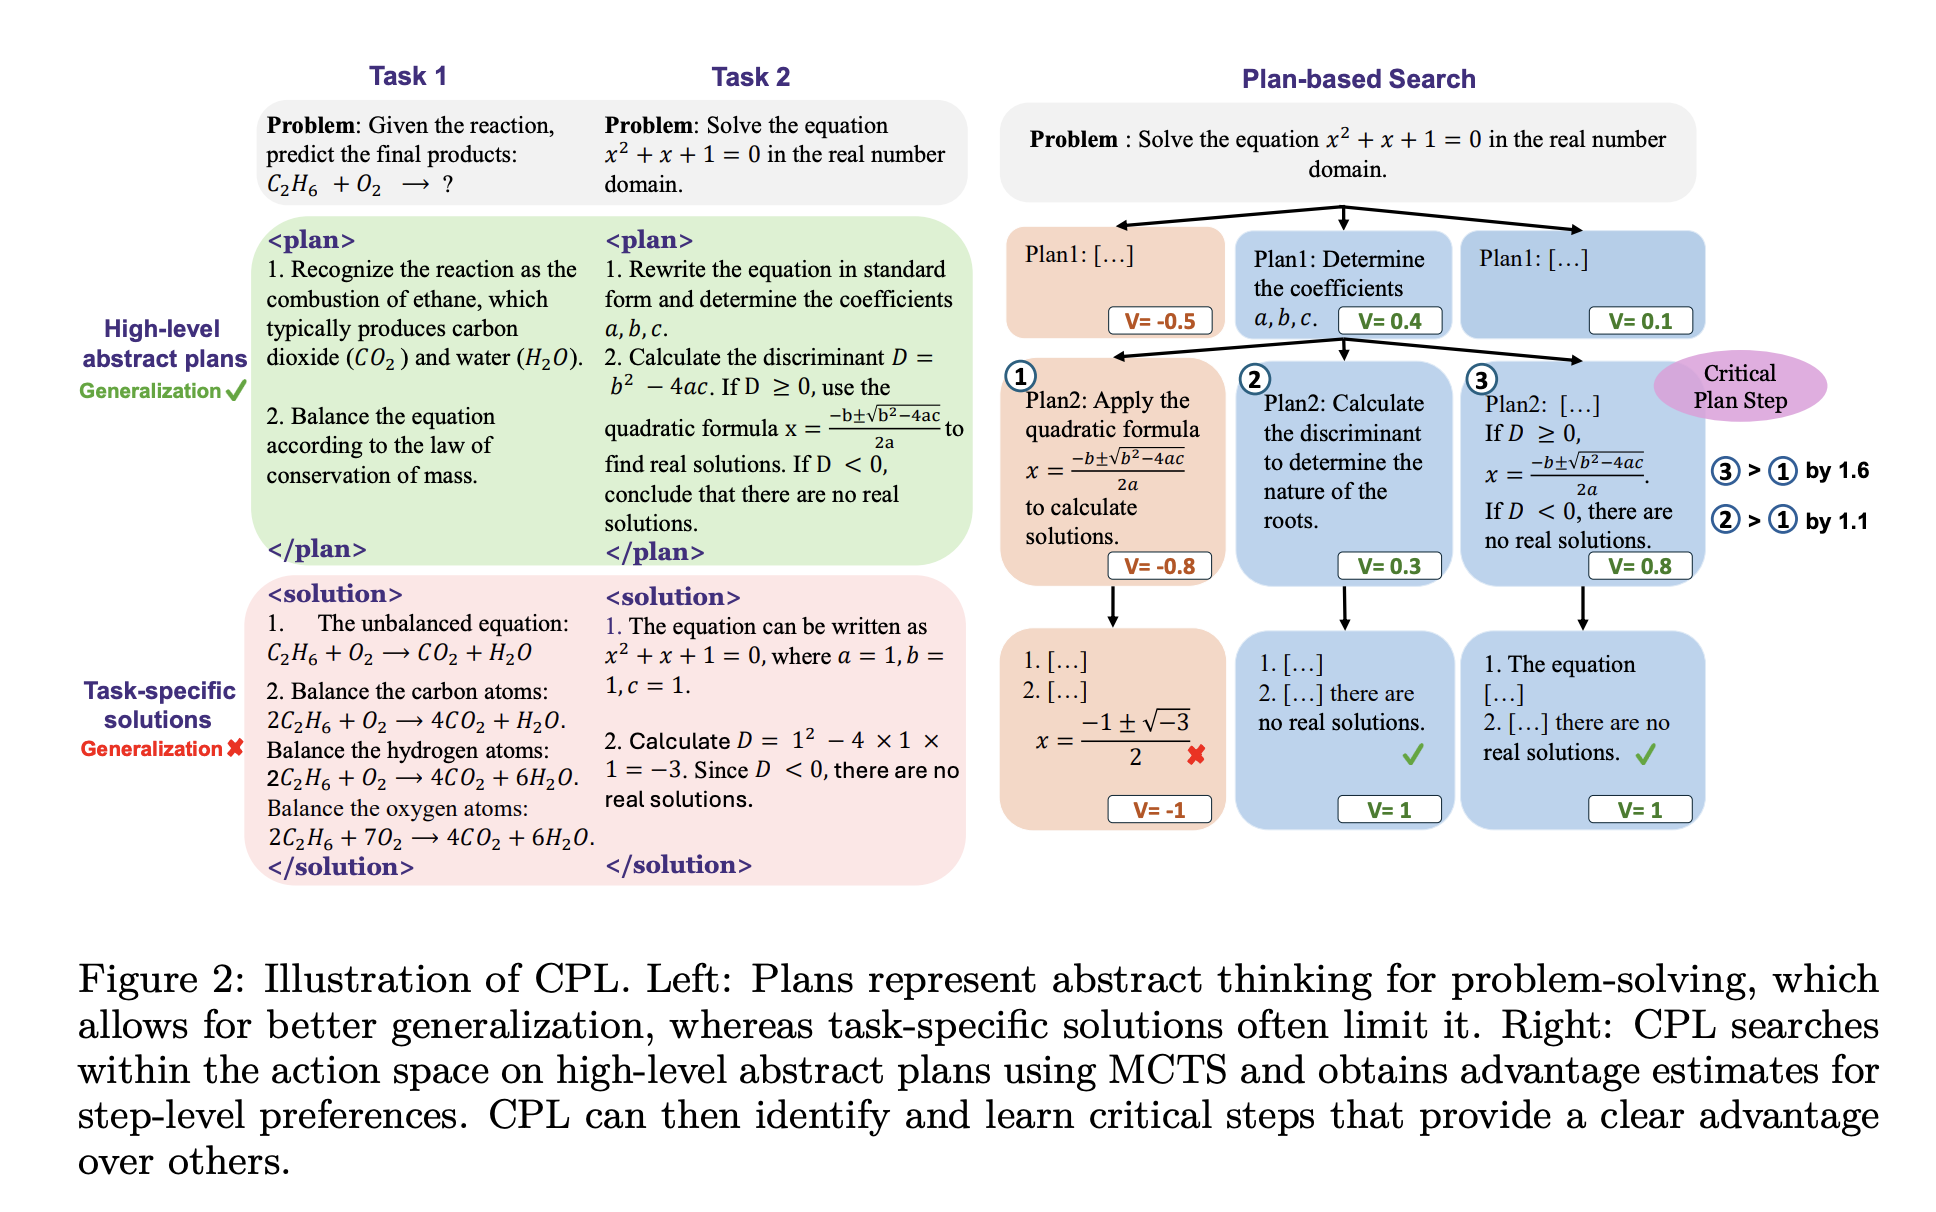 Task 1
Problem: Given the reaction,
predict the final products:
C₂H₆ + O₂ ⟶ ?
Task 2
Problem: Solve the equation
x² + x + 1 = 0 in the real number
domain.
High-level
abstract plans
Generalization ✓
<plan>
1. Recognize the reaction as the
combustion of ethane, which
typically produces carbon
dioxide (CO₂ ) and water (H₂O).
2. Balance the equation
according to the law of
conservation of mass.
</plan>
<plan>
1. Rewrite the equation in standard
form and determine the coefficients
a, b, c.
2. Calculate the discriminant D =
b² − 4ac. If D ≥ 0, use the
quadratic formula x = (−b±√(b²−4ac))/(2a) to
find real solutions. If D < 0,
conclude that there are no real
solutions.
</plan>
Task-specific
solutions
Generalization ✘
<solution>
1. The unbalanced equation:
C₂H₆ + O₂ ⟶ CO₂ + H₂O
2. Balance the carbon atoms:
2C₂H₆ + O₂ ⟶ 4CO₂ + H₂O.
Balance the hydrogen atoms:
2C₂H₆ + O₂ ⟶ 4CO₂ + 6H₂O.
Balance the oxygen atoms:
2C₂H₆ + 7O₂ ⟶ 4CO₂ + 6H₂O.
</solution>
<solution>
1. The equation can be written as
x² + x + 1 = 0, where a = 1, b =
1, c = 1.
2. Calculate D = 1² − 4 × 1 ×
1 = −3. Since D < 0, there are no
real solutions.
</solution>
Plan-based Search
Problem : Solve the equation x² + x + 1 = 0 in the real number
domain.
Plan1: […]
V= -0.5
Plan1: Determine
the coefficients
a, b, c.
V= 0.4
Plan1: […]
V= 0.1
①
Plan2: Apply the
quadratic formula
x = (−b±√(b²−4ac))/(2a)
to calculate
solutions.
V= -0.8
②
Plan2: Calculate
the discriminant
to determine the
nature of the
roots.
V= 0.3
③
Plan2: […]
If D ≥ 0,
x = (−b±√(b²−4ac))/(2a).
If D < 0, there are
no real solutions.
V= 0.8
Critical
Plan Step
③ > ① by 1.6
② > ① by 1.1
1. […]
2. […]
x = (−1 ± √−3)/2 ✘
V= -1
1. […]
2. […] there are
no real solutions.
✓
V= 1
1. The equation
[…]
2. […] there are no
real solutions. ✓
V= 1
Figure 2: Illustration of CPL. Left: Plans represent abstract thinking for problem-solving, which
allows for better generalization, whereas task-specific solutions often limit it. Right: CPL searches
within the action space on high-level abstract plans using MCTS and obtains advantage estimates for
step-level preferences. CPL can then identify and learn critical steps that provide a clear advantage
over others.